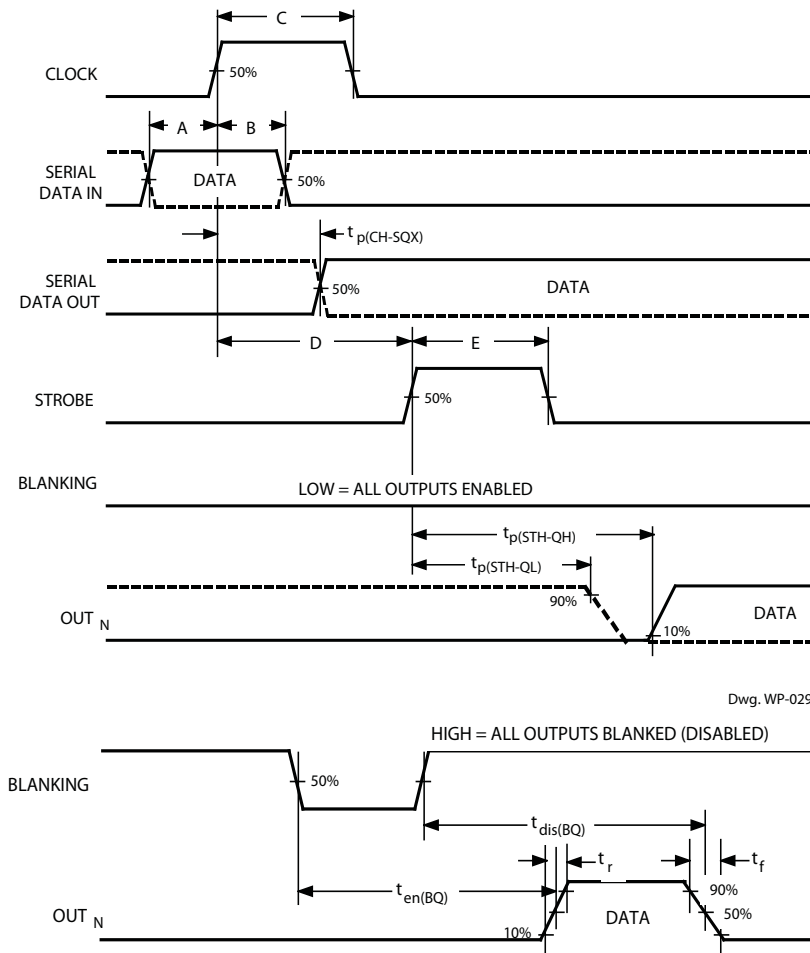 C
CLOCK
50%
A
B
SERIAL
DATA IN
DATA
50%
t p(CH-SQX)
SERIAL
DATA OUT
50%
DATA
D
E
STROBE
50%
BLANKING
LOW = ALL OUTPUTS ENABLED
t p(STH-QH)
t p(STH-QL)
90%
OUT N
10%
DATA
Dwg. WP-029
HIGH = ALL OUTPUTS BLANKED (DISABLED)
BLANKING
50%
t dis(BQ)
t r
t f
t en(BQ)
90%
OUT N
DATA
50%
10%